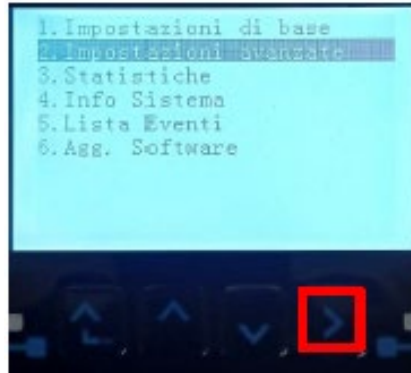 1.Impostazioni di base
2.Impostazioni avanzate
3.Statistiche
4.Info Sistema
5.Lista Eventi
6.Agg. Software